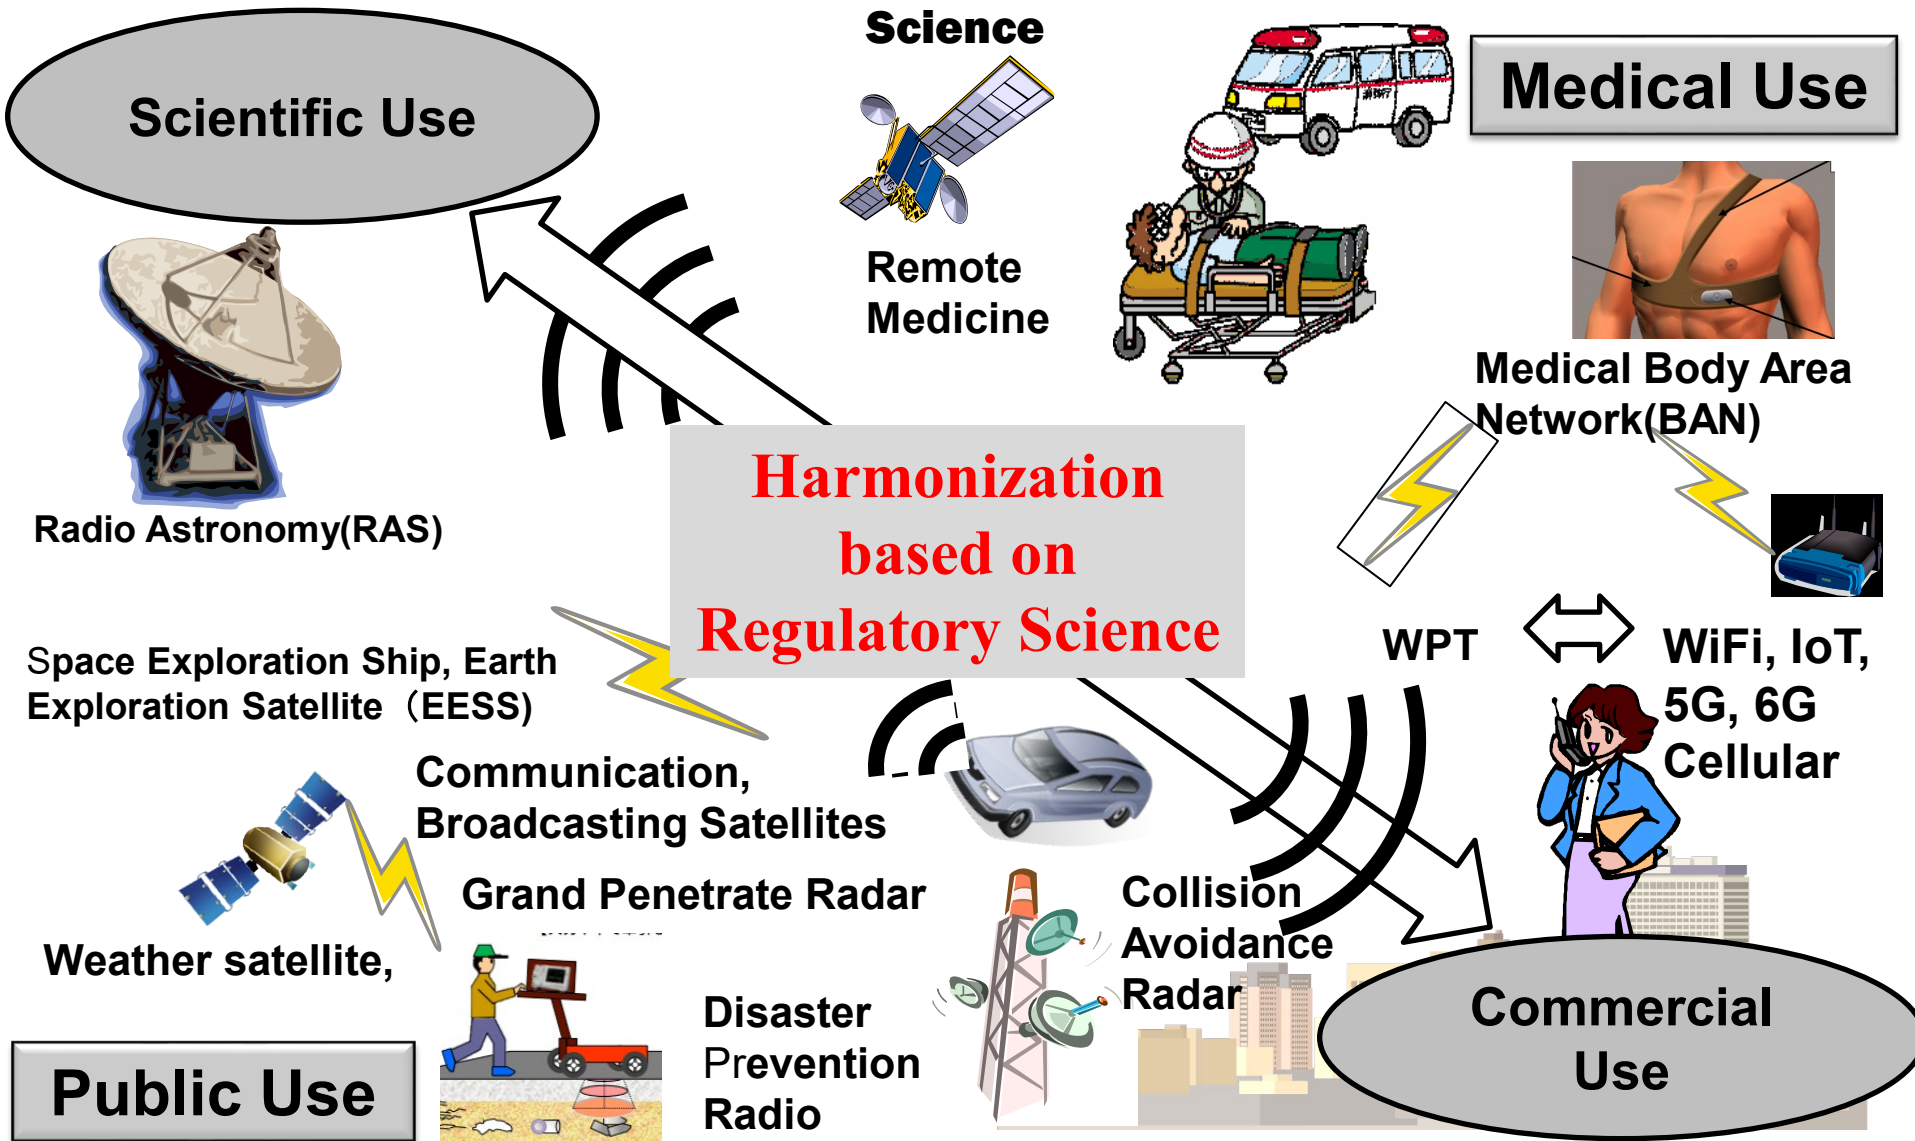 Science
Scientific Use
Medical Use
Remote
Medicine
Medical Body Area
Network(BAN)
Radio Astronomy(RAS)
Harmonization
based on
Regulatory Science
WPT
WiFi, IoT,
5G, 6G
Cellular
Space Exploration Ship, Earth
Exploration Satellite（EESS)
Communication,
Broadcasting Satellites
Grand Penetrate Radar
Weather satellite,
Collision
Avoidance
Radar
Disaster
Prevention
Radio
Commercial
Use
Public Use